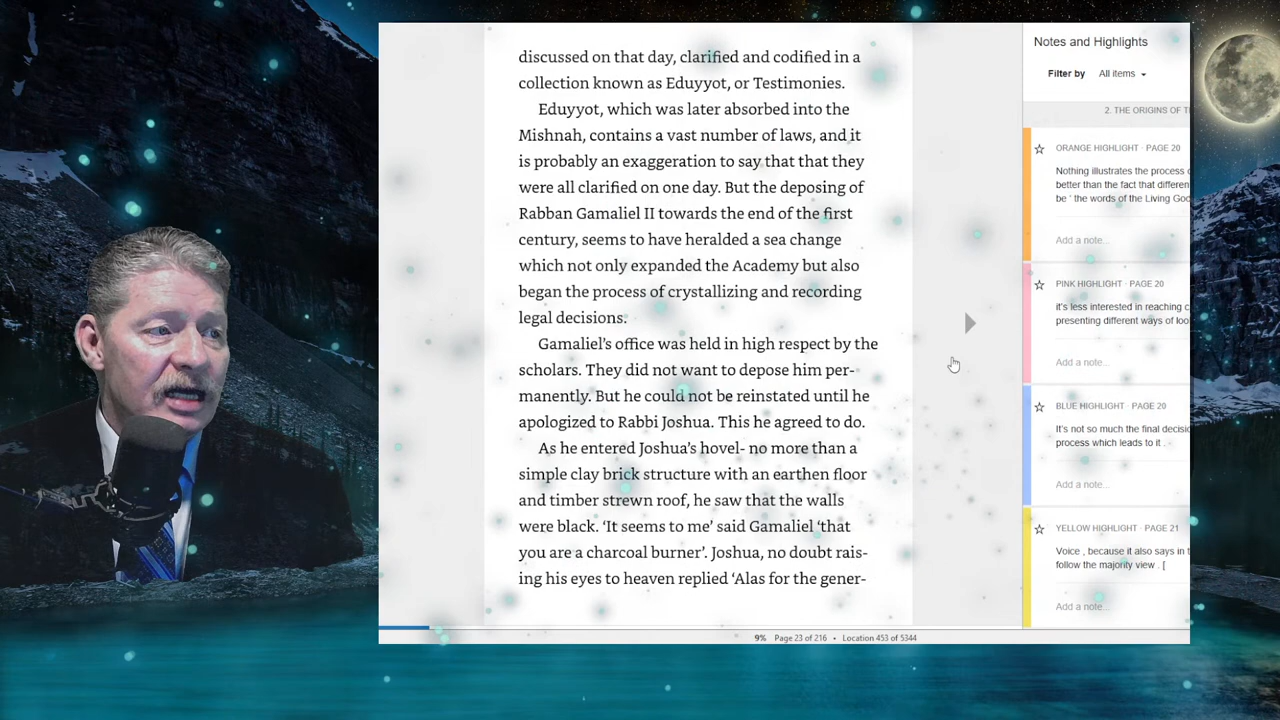 discussed on that day, clarified and codified in a
collection known as Eduyyot, or Testimonies.
Eduyyot, which was later absorbed into the
Mishnah, contains a vast number of laws, and it
is probably an exaggeration to say that that they
were all clarified on one day. But the deposing of
Rabban Gamaliel II towards the end of the first
century, seems to have heralded a sea change
which not only expanded the Academy but also
began the process of crystallizing and recording
legal decisions.
Gamaliel’s office was held in high respect by the
scholars. They did not want to depose him per-
manently. But he could not be reinstated until he
apologized to Rabbi Joshua. This he agreed to do.
As he entered Joshua’s hovel- no more than a
simple clay brick structure with an earthen floor
and timber strewn roof, he saw that the walls
were black. ‘It seems to me’ said Gamaliel ‘that
you are a charcoal burner’. Joshua, no doubt rais-
ing his eyes to heaven replied ‘Alas for the gener-
9% Page 23 of 216 • Location 453 of 5344
Notes and Highlights
Filter by All items
2. THE ORIGINS OF
ORANGE HIGHLIGHT · PAGE 20
Nothing illustrates the process
better than the fact that
be ' the words of the Living
Add a note...
PINK HIGHLIGHT · PAGE 20
it's less interested in reaching
presenting different ways of
Add a note...
BLUE HIGHLIGHT · PAGE 20
It's not so much the final
process which leads to it .
Add a note...
YELLOW HIGHLIGHT · PAGE 21
Voice , because it also says in
follow the majority view . [
Add a note...